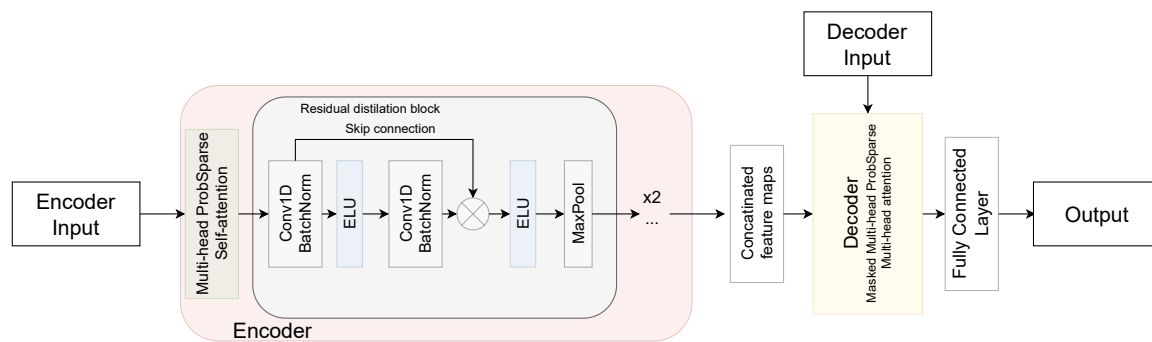 Encoder
Input
Multi-head ProbSparse
Self-attention
Residual distilation block
Skip connection
Conv1D
BatchNorm
ELU
Conv1D
BatchNorm
ELU
MaxPool
Encoder
x2
...
Concatinated
feature maps
Decoder
Input
Decoder
Masked Multi-head ProbSparse
Multi-head attention
Fully Connected
Layer
Output